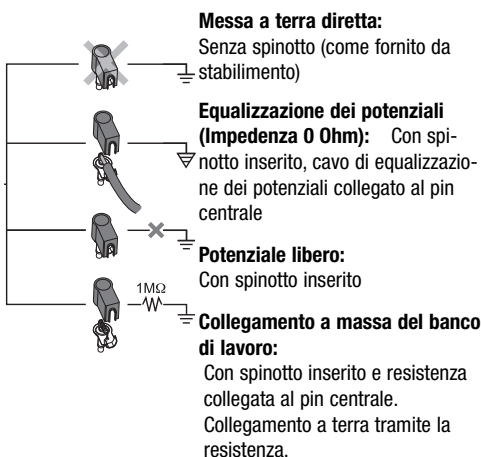 Messa a terra diretta:
Senza spinotto (come fornito da
stabilimento)
Equalizzazione dei potenziali
(Impedenza 0 Ohm): Con spi-
notto inserito, cavo di equalizzazio-
ne dei potenziali collegato al pin
centrale
Potenziale libero:
Con spinotto inserito
1MΩ
Collegamento a massa del banco
di lavoro:
Con spinotto inserito e resistenza
collegata al pin centrale.
Collegamento a terra tramite la
resistenza.